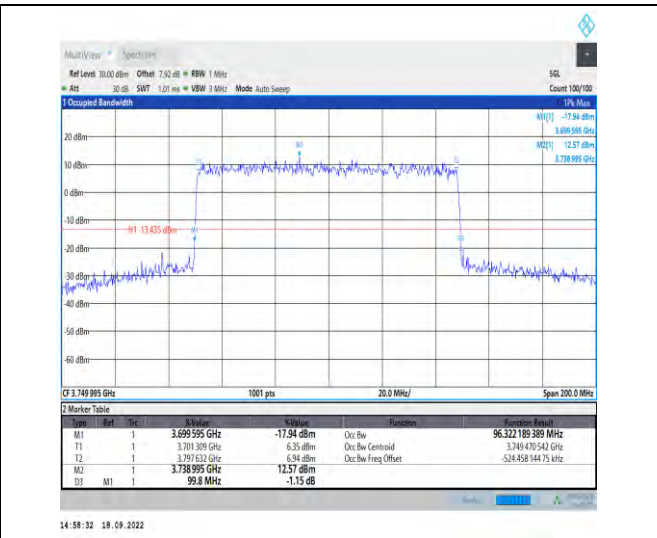 MultiView Spectrum
Ref Level 30.00 dBm Offset 7.92 dB RBW 1 MHz SGL
Att 30 dB SWT 1.01 ms VBW 3 MHz Mode Auto Sweep Count 100/100
1 Occupied Bandwidth 1Pk Max
M1[1] -17.94 dBm
3.699 595 GHz
M2[1] 12.57 dBm
3.738 995 GHz
20 dBm
M2
10 dBm
0 dBm
-10 dBm
H1 -13.435 dBm
-20 dBm
-30 dBm
-40 dBm
-50 dBm
-60 dBm
CF 3.749 995 GHz 1001 pts 20.0 MHz/ Span 200.0 MHz
2 Marker Table
Type Ref Trc X-Value Y-Value Function Function Result
M1 1 3.699 595 GHz -17.94 dBm Occ Bw 96.322 189 389 MHz
T1 1 3.701 309 GHz 6.35 dBm Occ Bw Centroid 3.749 470 542 GHz
T2 1 3.797 632 GHz 6.94 dBm Occ Bw Freq Offset -524.458 144 75 kHz
M2 1 3.738 995 GHz 12.57 dBm
D3 M1 1 99.8 MHz -1.15 dB
14:58:32 18.09.2022